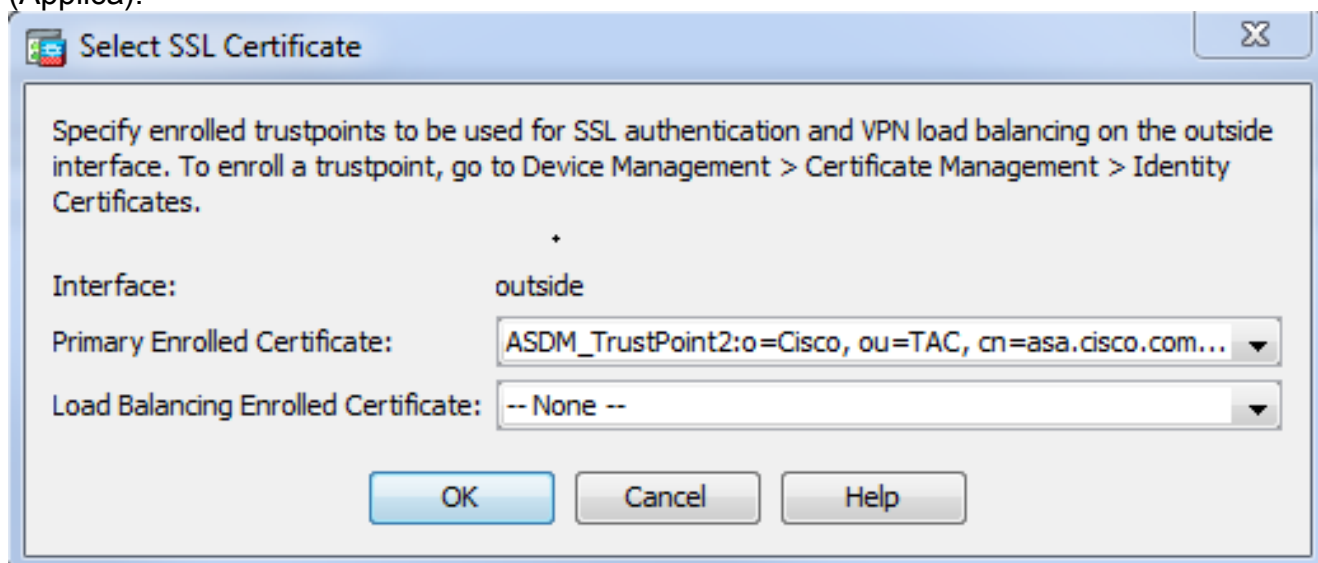 (Applica).
Select SSL Certificate
Specify enrolled trustpoints to be used for SSL authentication and VPN load balancing on the outside
interface. To enroll a trustpoint, go to Device Management > Certificate Management > Identity
Certificates.
Interface: outside
Primary Enrolled Certificate: ASDM_TrustPoint2:o=Cisco, ou=TAC, cn=asa.cisco.com...
Load Balancing Enrolled Certificate: -- None --
OK Cancel Help